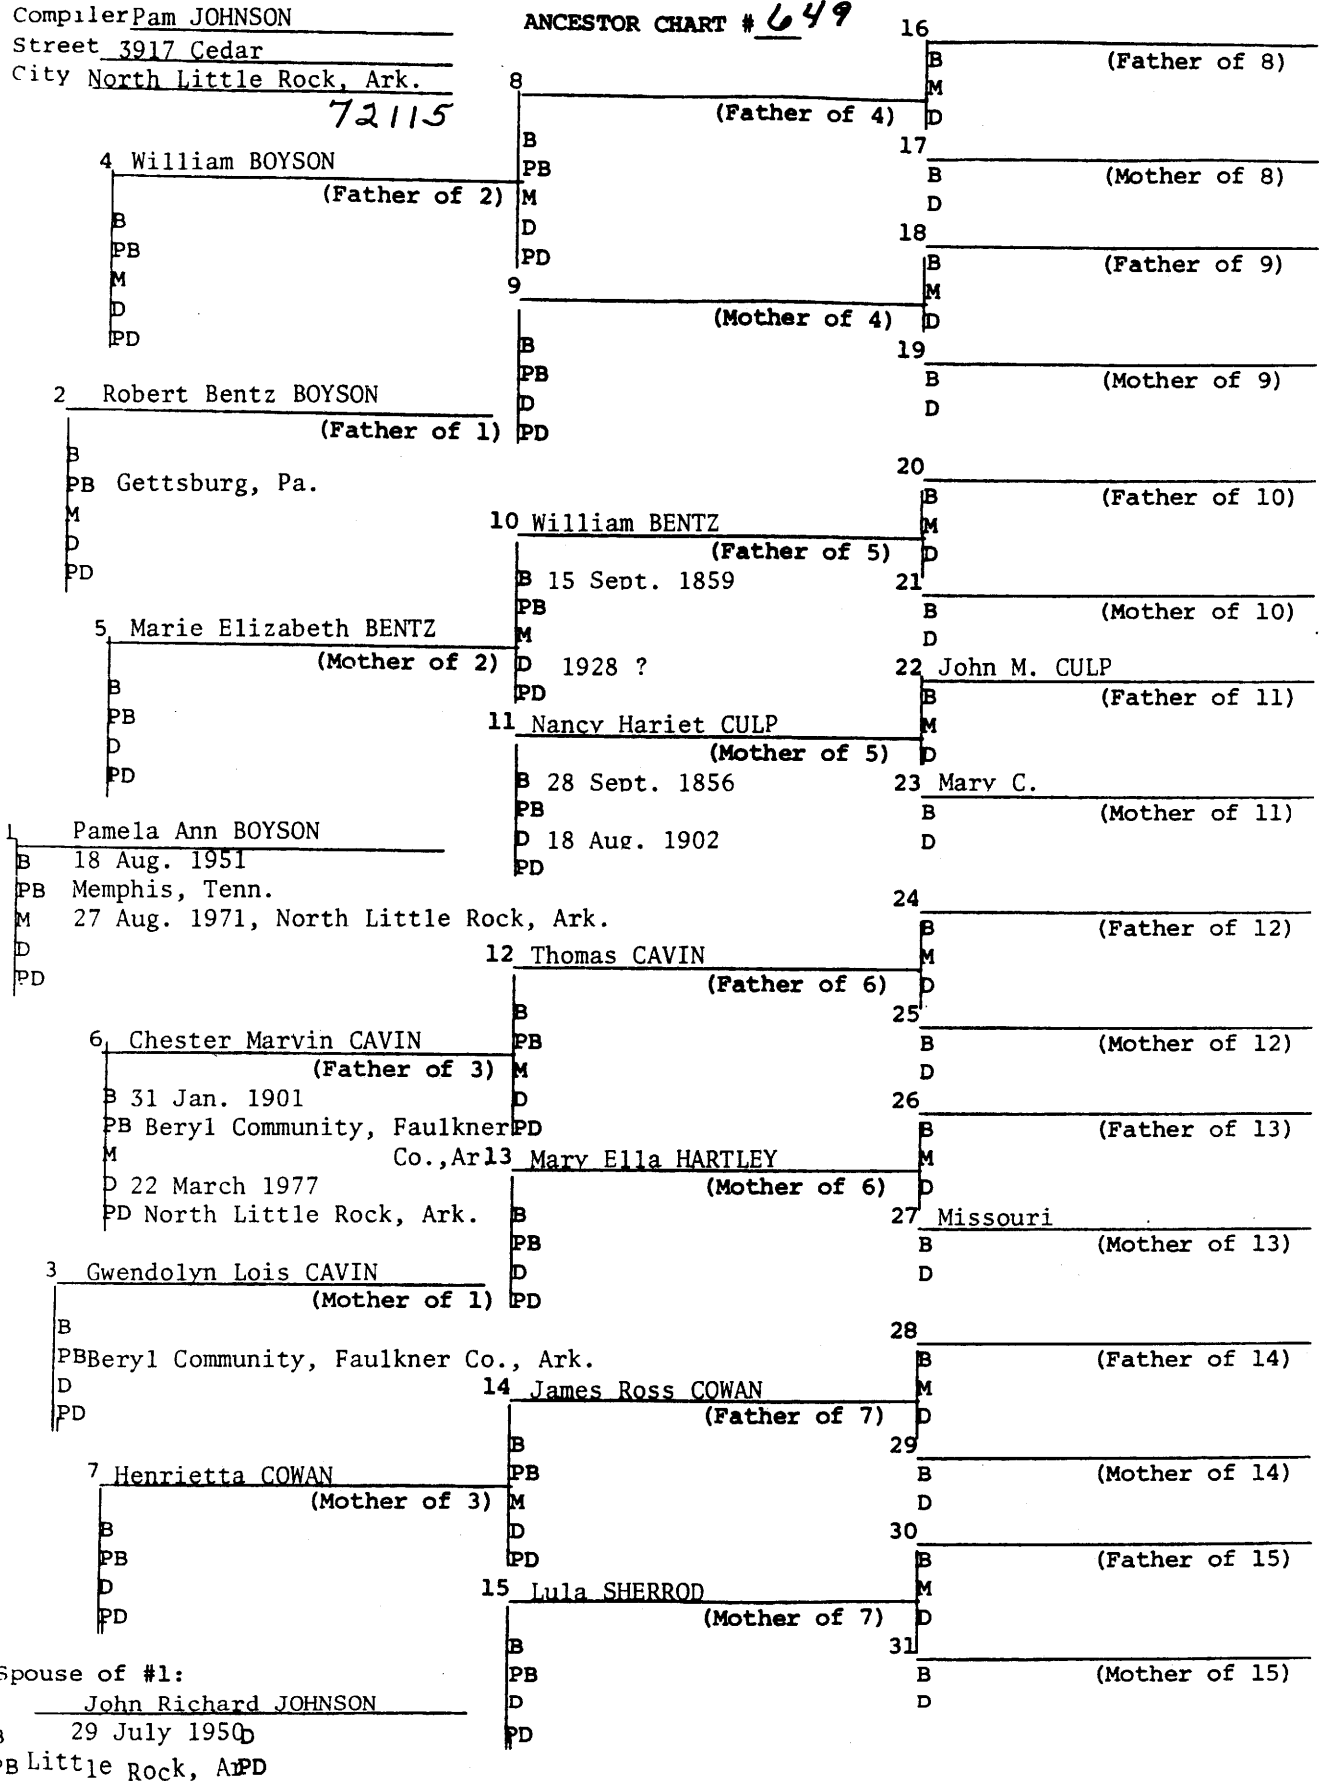 Compiler Pam JOHNSON
Street 3917 Cedar
City North Little Rock, Ark.
72115
ANCESTOR CHART # 649
4 William BOYSON
(Father of 2)
B
PB
M
D
PD
2 Robert Bentz BOYSON
(Father of 1)
B
PB Gettsburg, Pa.
M
D
PD
5 Marie Elizabeth BENTZ
(Mother of 2)
B
PB
D
PD
1 Pamela Ann BOYSON
B 18 Aug. 1951
PB Memphis, Tenn.
M 27 Aug. 1971, North Little Rock, Ark.
D
PD
6 Chester Marvin CAVIN
(Father of 3)
B 31 Jan. 1901
PB Beryl Community, Faulkner
Co.,Ar
M
D 22 March 1977
PD North Little Rock, Ark.
3 Gwendolyn Lois CAVIN
(Mother of 1)
B
PB Beryl Community, Faulkner Co., Ark.
D
PD
7 Henrietta COWAN
(Mother of 3)
B
PB
D
PD
Spouse of #1:
John Richard JOHNSON
B 29 July 1950 D
PB Little Rock, Ar PD
8
(Father of 4)
B
PB
M
D
PD
9
(Mother of 4)
B
PB
D
PD
10 William BENTZ
(Father of 5)
B 15 Sept. 1859
PB
M
D 1928 ?
PD
11 Nancy Hariet CULP
(Mother of 5)
B 28 Sept. 1856
PB
D 18 Aug. 1902
PD
12 Thomas CAVIN
(Father of 6)
B
PB
M
D
PD
13 Mary Ella HARTLEY
(Mother of 6)
B
PB
D
PD
14 James Ross COWAN
(Father of 7)
B
PB
M
D
PD
15 Lula SHERROD
(Mother of 7)
B
PB
D
PD
16
(Father of 8)
B
M
D
17
(Mother of 8)
B
D
18
(Father of 9)
B
M
D
19
(Mother of 9)
B
D
20
(Father of 10)
B
M
D
21
(Mother of 10)
B
D
22 John M. CULP
(Father of 11)
B
M
D
23 Mary C.
(Mother of 11)
B
D
24
(Father of 12)
B
M
D
25
(Mother of 12)
B
D
26
(Father of 13)
B
M
D
27 Missouri
(Mother of 13)
B
D
28
(Father of 14)
B
M
D
29
(Mother of 14)
B
D
30
(Father of 15)
B
M
D
31
(Mother of 15)
B
D